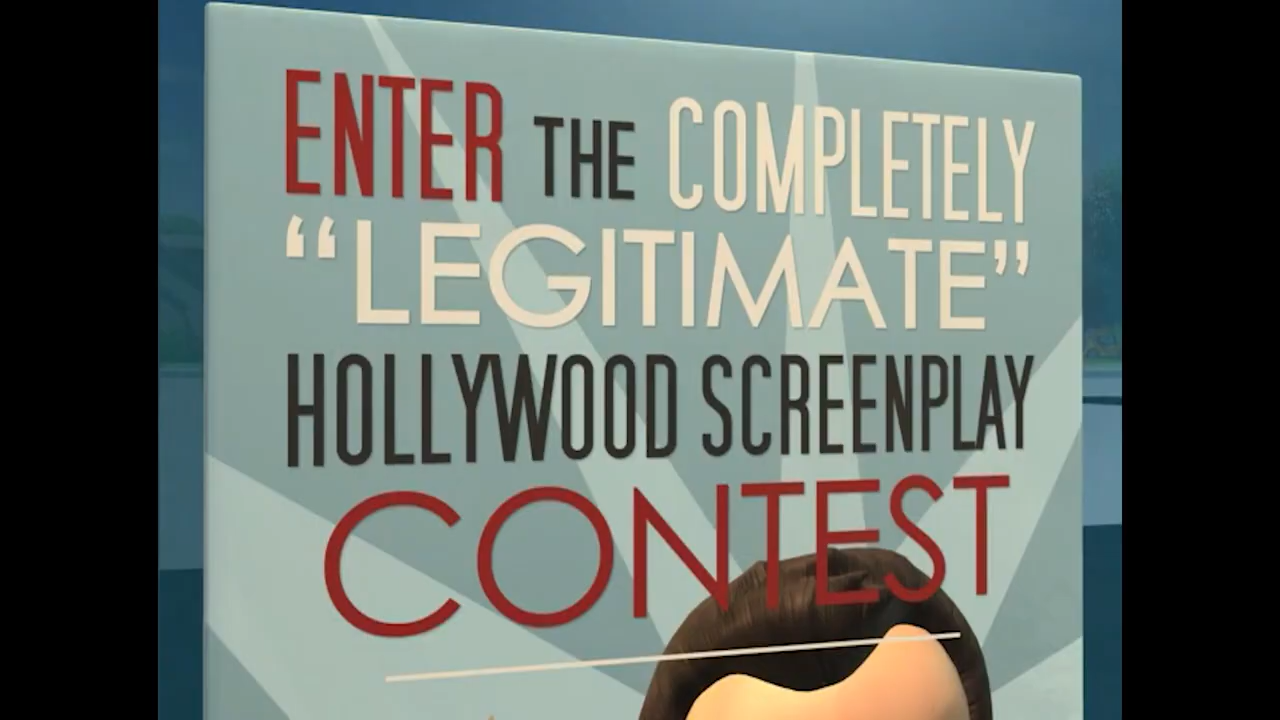 ENTER THE COMPLETELY
“LEGITIMATE”
HOLLYWOOD SCREENPLAY
CONTEST